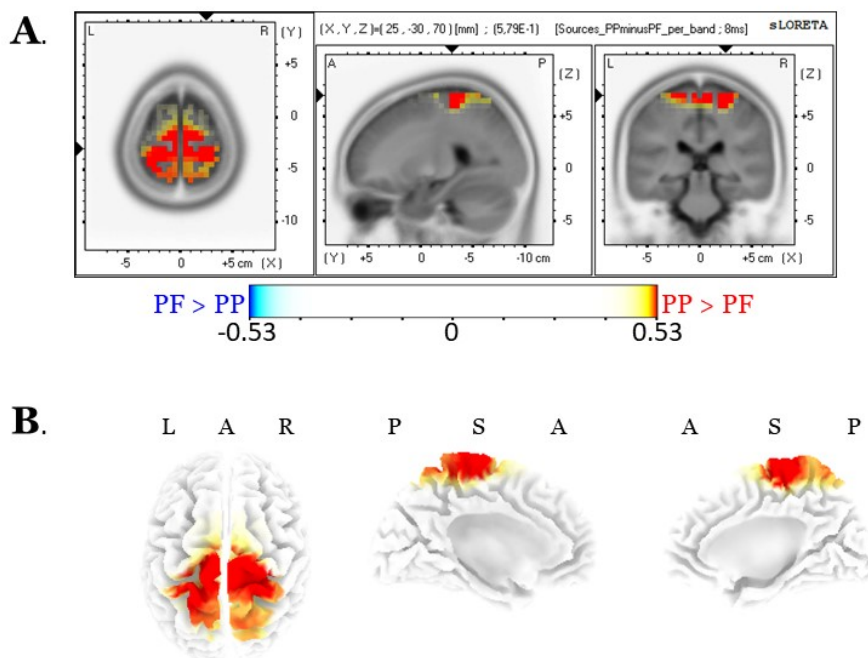 A.
(X, Y, Z)=( 25 , -30 , 70 ) [mm] ; (5,79E-1) [Sources_PPminusPF_per_band ; 8ms] sLORETA
L R (Y)
+5
0
-5
-10
-5 0 +5 cm (X)
A P (Z)
+5
0
-5
(Y) +5 0 -5 -10 cm
L R (Z)
+5
0
-5
-5 0 +5 cm (X)
PF > PP PP > PF
-0.53 0 0.53
B. L A R P S A A S P